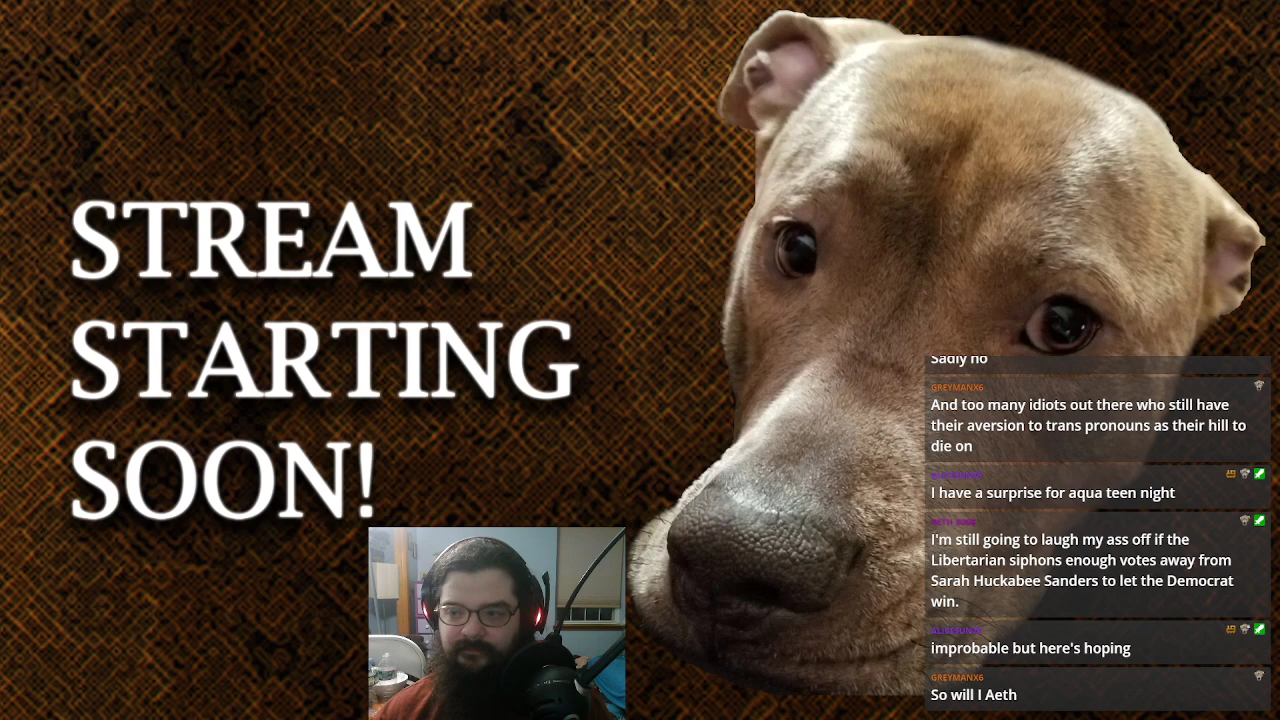 STREAM
STARTING
SOON!
Sadly no
GREYMANX6
And too many idiots out there who still have
their aversion to trans pronouns as their hill to
die on
I have a surprise for aqua teen night
I'm still going to laugh my ass off if the
Libertarian siphons enough votes away from
Sarah Huckabee Sanders to let the Democrat
win.
improbable but here's hoping
GREYMANX6
So will I Aeth